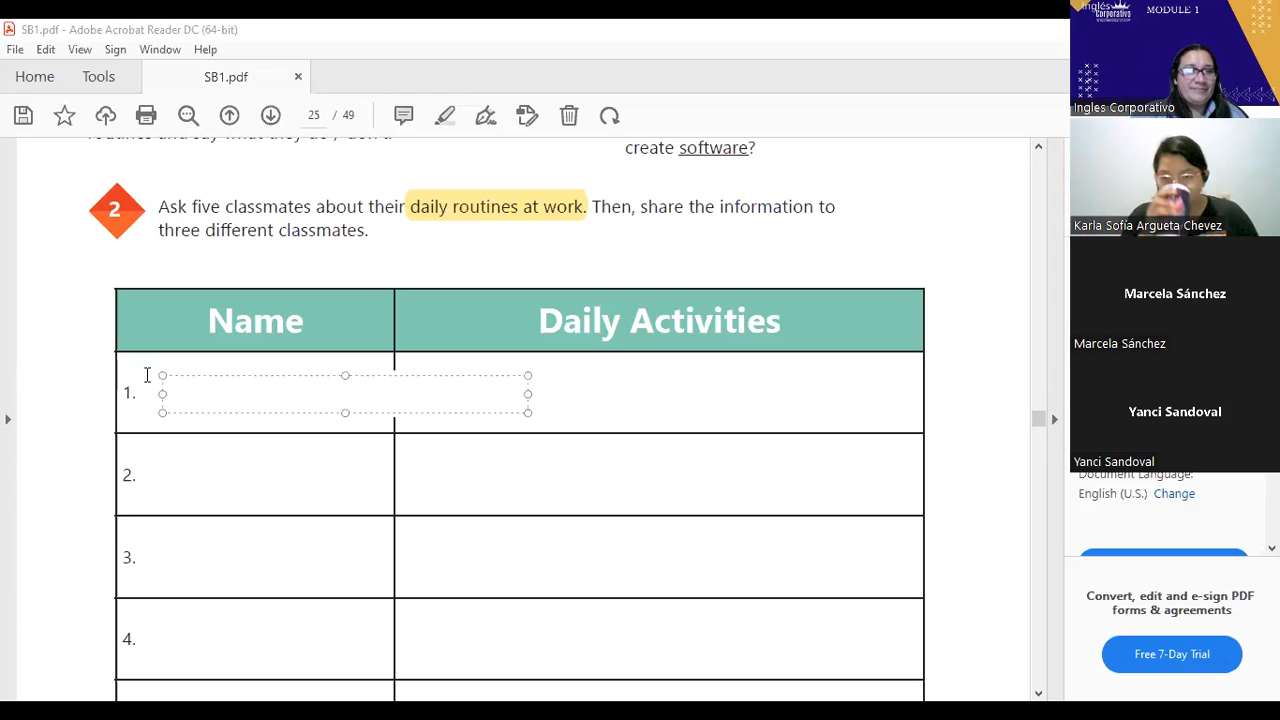 SB1.pdf - Adobe Acrobat Reader DC (64-bit)
File Edit View Sign Window Help
Home Tools SB1.pdf ×
25 / 49
create software?
2 Ask five classmates about their daily routines at work. Then, share the information to
three different classmates.
Name Daily Activities
1.
2.
3.
4.
Inglés
Corporativo
MODULE 1
Ingles Corporativo
Karla Sofía Argueta Chevez
Marcela Sánchez
Marcela Sánchez
Yanci Sandoval
Yanci Sandoval
Document Language:
English (U.S.) Change
Convert, edit and e-sign PDF
forms & agreements
Free 7-Day Trial